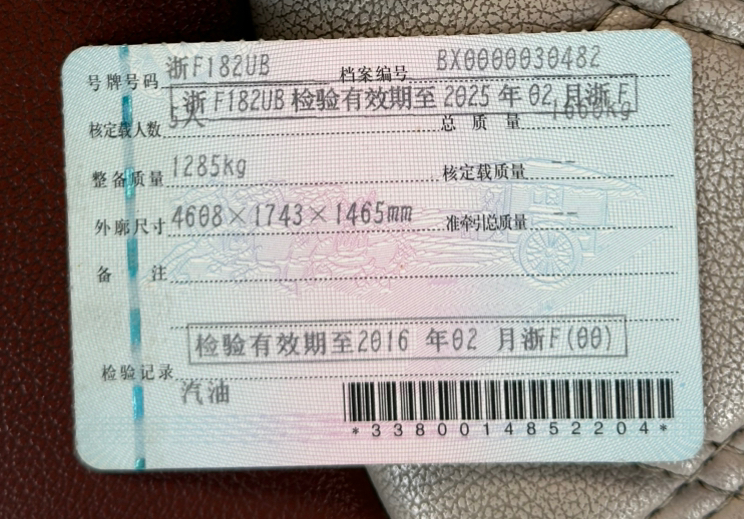 号牌号码 浙F182UB 档案编号 BX0000030482
浙F182UB 检验有效期至 2025 年 02 月浙F
核定载人数 5人 总质量 1660kg
整备质量 1285kg 核定载质量 --
外廓尺寸 4608×1743×1465mm 准牵引总质量 --
备注
检验有效期至2016 年02 月浙F(00)
检验记录
汽油
*3380014852204*